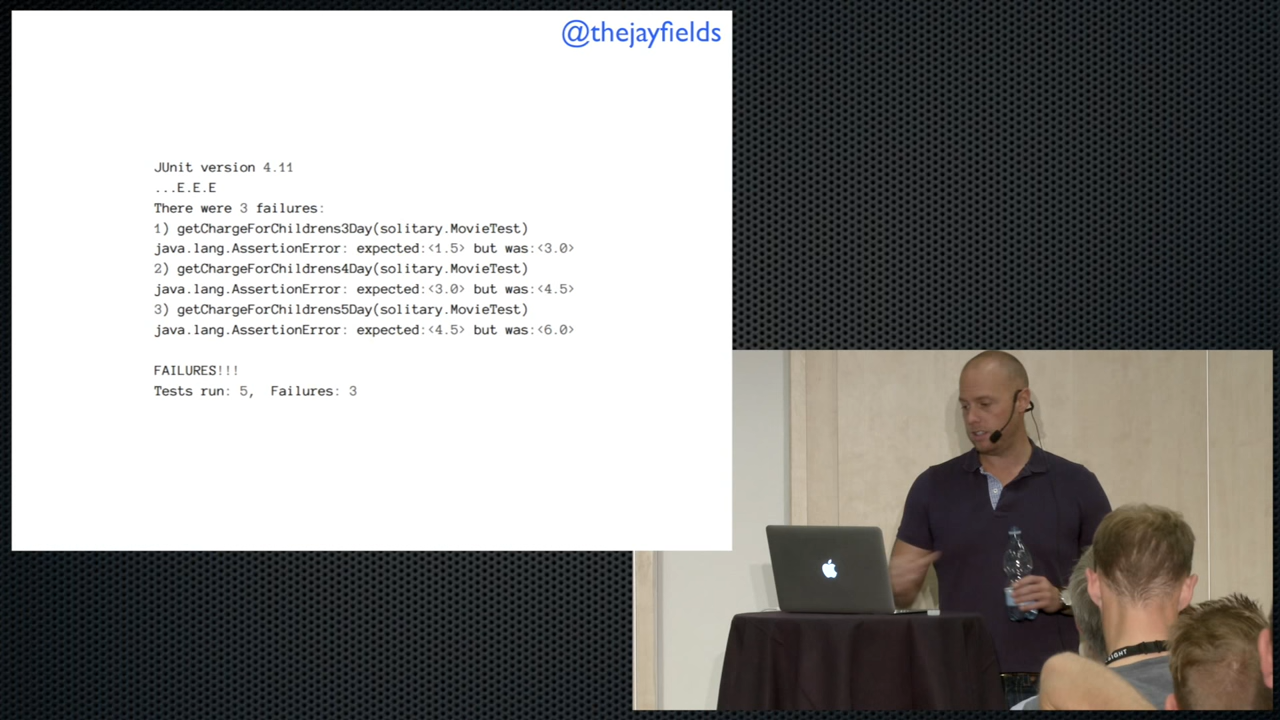 @thejayfields
JUnit version 4.11
...E.E.E
There were 3 failures:
1) getChargeForChildrens3Day(solitary.MovieTest)
java.lang.AssertionError: expected:<1.5> but was:<3.0>
2) getChargeForChildrens4Day(solitary.MovieTest)
java.lang.AssertionError: expected:<3.0> but was:<4.5>
3) getChargeForChildrens5Day(solitary.MovieTest)
java.lang.AssertionError: expected:<4.5> but was:<6.0>
FAILURES!!!
Tests run: 5,  Failures: 3